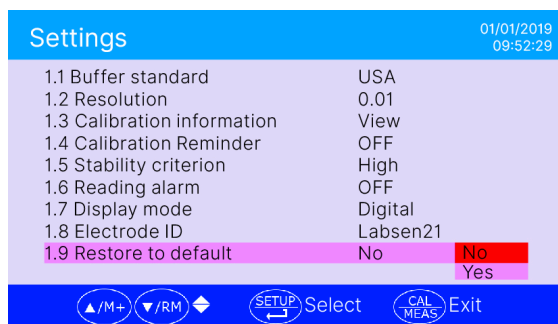 Settings
01/01/2019
09:52:29
1.1 Buffer standard USA
1.2 Resolution 0.01
1.3 Calibration information View
1.4 Calibration Reminder OFF
1.5 Stability criterion High
1.6 Reading alarm OFF
1.7 Display mode Digital
1.8 Electrode ID Labsen21
1.9 Restore to default No No
Yes
▲/M+ ▼/RM SETUP Select CAL MEAS Exit